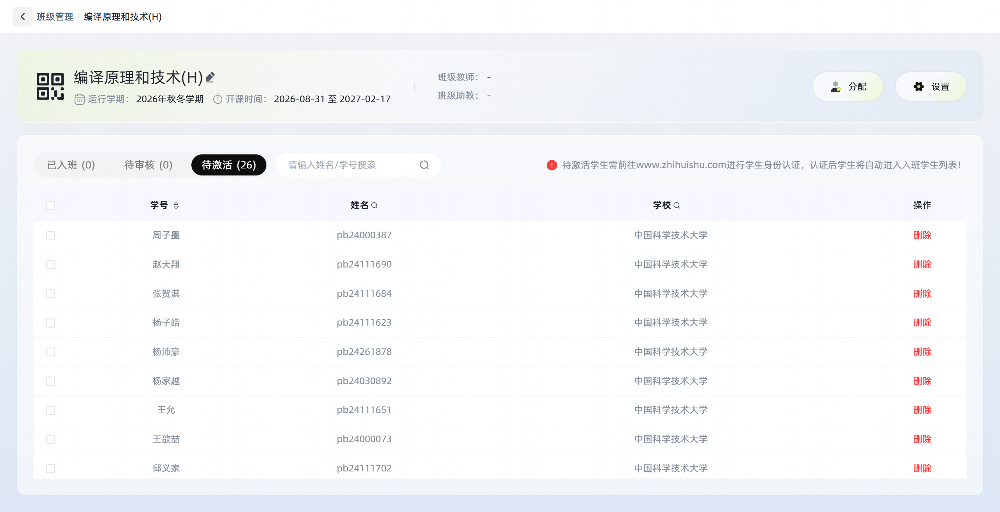 班级管理 / 编译原理和技术(H)
编译原理和技术(H)
运行学期： 2026年秋冬学期 开课时间： 2026-08-31 至 2027-02-17
班级教师： -
班级助教： -
分配
设置
已入班 (0) 待审核 (0) 待激活 (26) 请输入姓名/学号搜索
! 待激活学生需前往www.zhihuishu.com进行学生身份认证，认证后学生将自动进入入班学生列表！
学号 姓名 学校 操作
周子墨 pb24000387 中国科学技术大学 删除
赵天翔 pb24111690 中国科学技术大学 删除
张贺淇 pb24111684 中国科学技术大学 删除
杨子皓 pb24111623 中国科学技术大学 删除
杨沛豪 pb24261878 中国科学技术大学 删除
杨家越 pb24030892 中国科学技术大学 删除
王允 pb24111651 中国科学技术大学 删除
王歆喆 pb24000073 中国科学技术大学 删除
邱义家 pb24111702 中国科学技术大学 删除